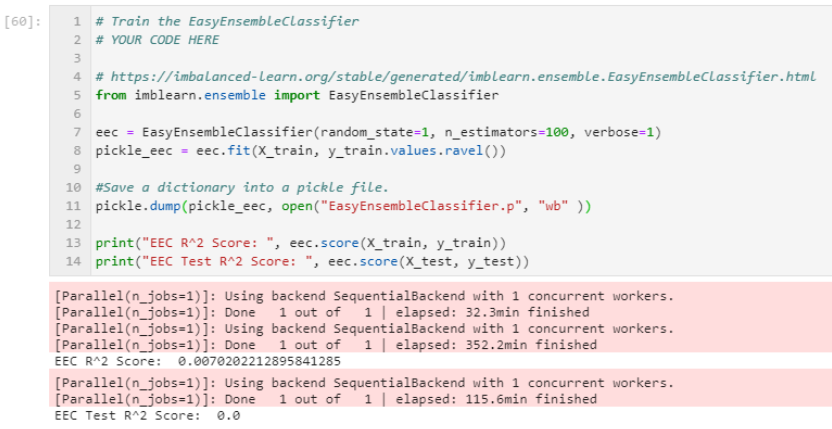 [60]:
1 # Train the EasyEnsembleClassifier
2 # YOUR CODE HERE
3
4 # https://imbalanced-learn.org/stable/generated/imblearn.ensemble.EasyEnsembleClassifier.html
5 from imblearn.ensemble import EasyEnsembleClassifier
6
7 eec = EasyEnsembleClassifier(random_state=1, n_estimators=100, verbose=1)
8 pickle_eec = eec.fit(X_train, y_train.values.ravel())
9
10 #Save a dictionary into a pickle file.
11 pickle.dump(pickle_eec, open("EasyEnsembleClassifier.p", "wb" ))
12
13 print("EEC R^2 Score: ", eec.score(X_train, y_train))
14 print("EEC Test R^2 Score: ", eec.score(X_test, y_test))
[Parallel(n_jobs=1)]: Using backend SequentialBackend with 1 concurrent workers.
[Parallel(n_jobs=1)]: Done   1 out of   1 | elapsed: 32.3min finished
[Parallel(n_jobs=1)]: Using backend SequentialBackend with 1 concurrent workers.
[Parallel(n_jobs=1)]: Done   1 out of   1 | elapsed: 352.2min finished
EEC R^2 Score:  0.0070202212895841285
[Parallel(n_jobs=1)]: Using backend SequentialBackend with 1 concurrent workers.
[Parallel(n_jobs=1)]: Done   1 out of   1 | elapsed: 115.6min finished
EEC Test R^2 Score:  0.0